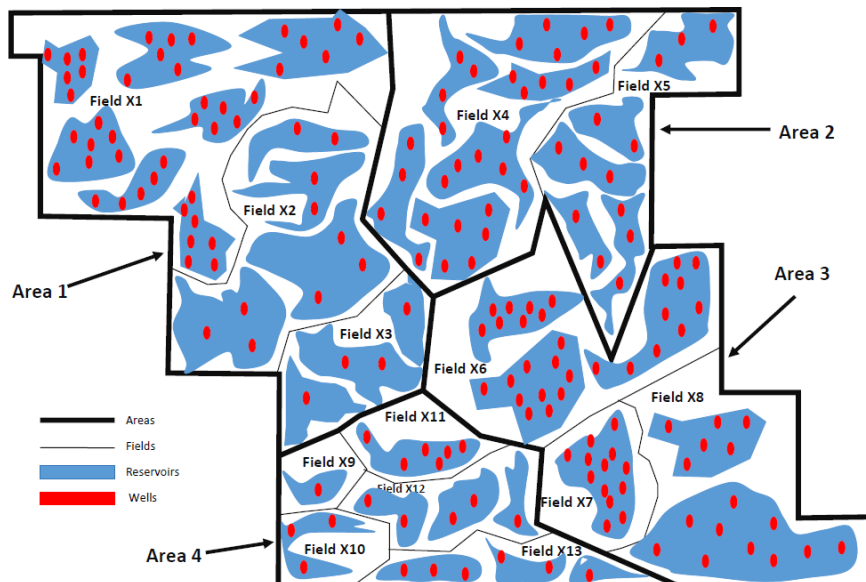 Field X1
Field X4
Field X5
Area 2
Field X2
Area 1
Area 3
Field X3
Field X6
Field X8
Field X11
Areas
Fields
Reservoirs
Wells
Field X9
Field X12
Field X7
Area 4
Field X10
Field X13